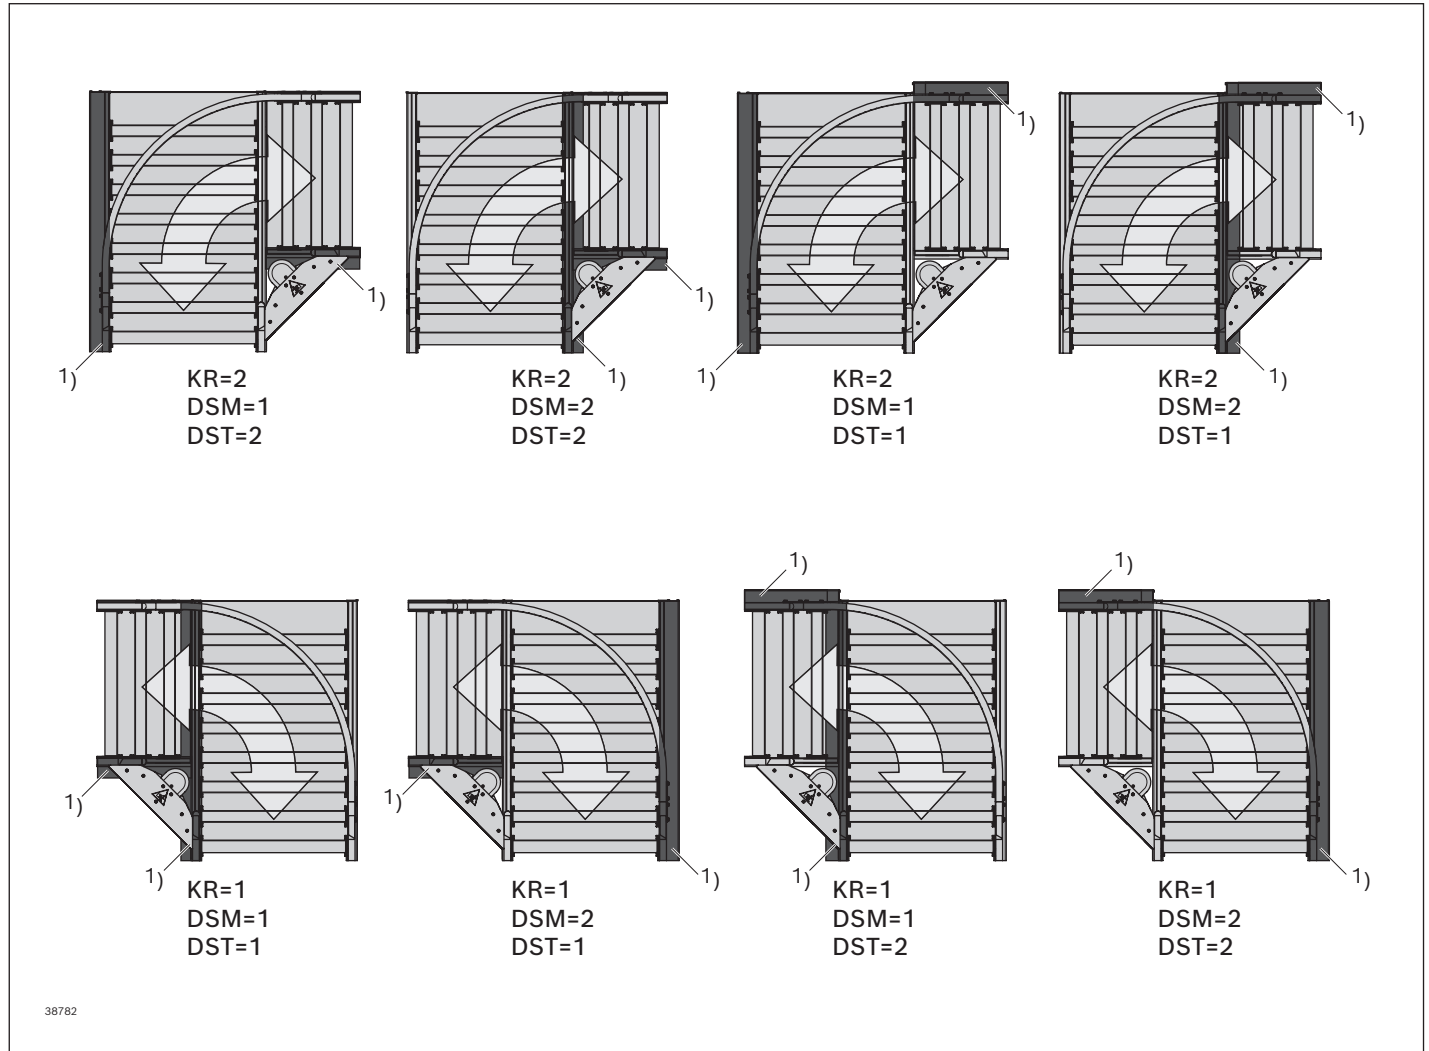 1)
1)
1)
1)
1)
1)
1)
1)
KR=2
DSM=1
DST=2
KR=2
DSM=2
DST=2
KR=2
DSM=1
DST=1
KR=2
DSM=2
DST=1
1)
1)
1)
1)
1)
1)
1)
1)
KR=1
DSM=1
DST=1
KR=1
DSM=2
DST=1
KR=1
DSM=1
DST=2
KR=1
DSM=2
DST=2
38782